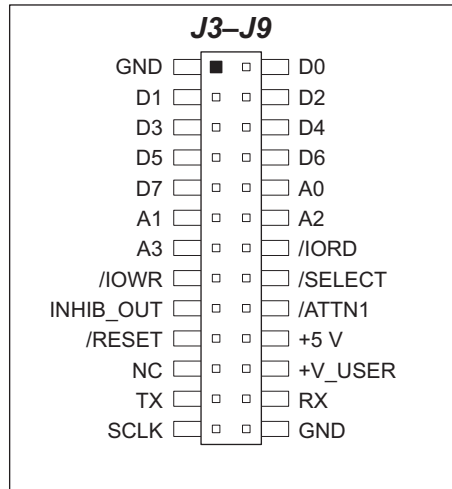 J3–J9
GND D0
D1 D2
D3 D4
D5 D6
D7 A0
A1 A2
A3 /IORD
/IOWR /SELECT
INHIB_OUT /ATTN1
/RESET +5 V
NC +V_USER
TX RX
SCLK GND